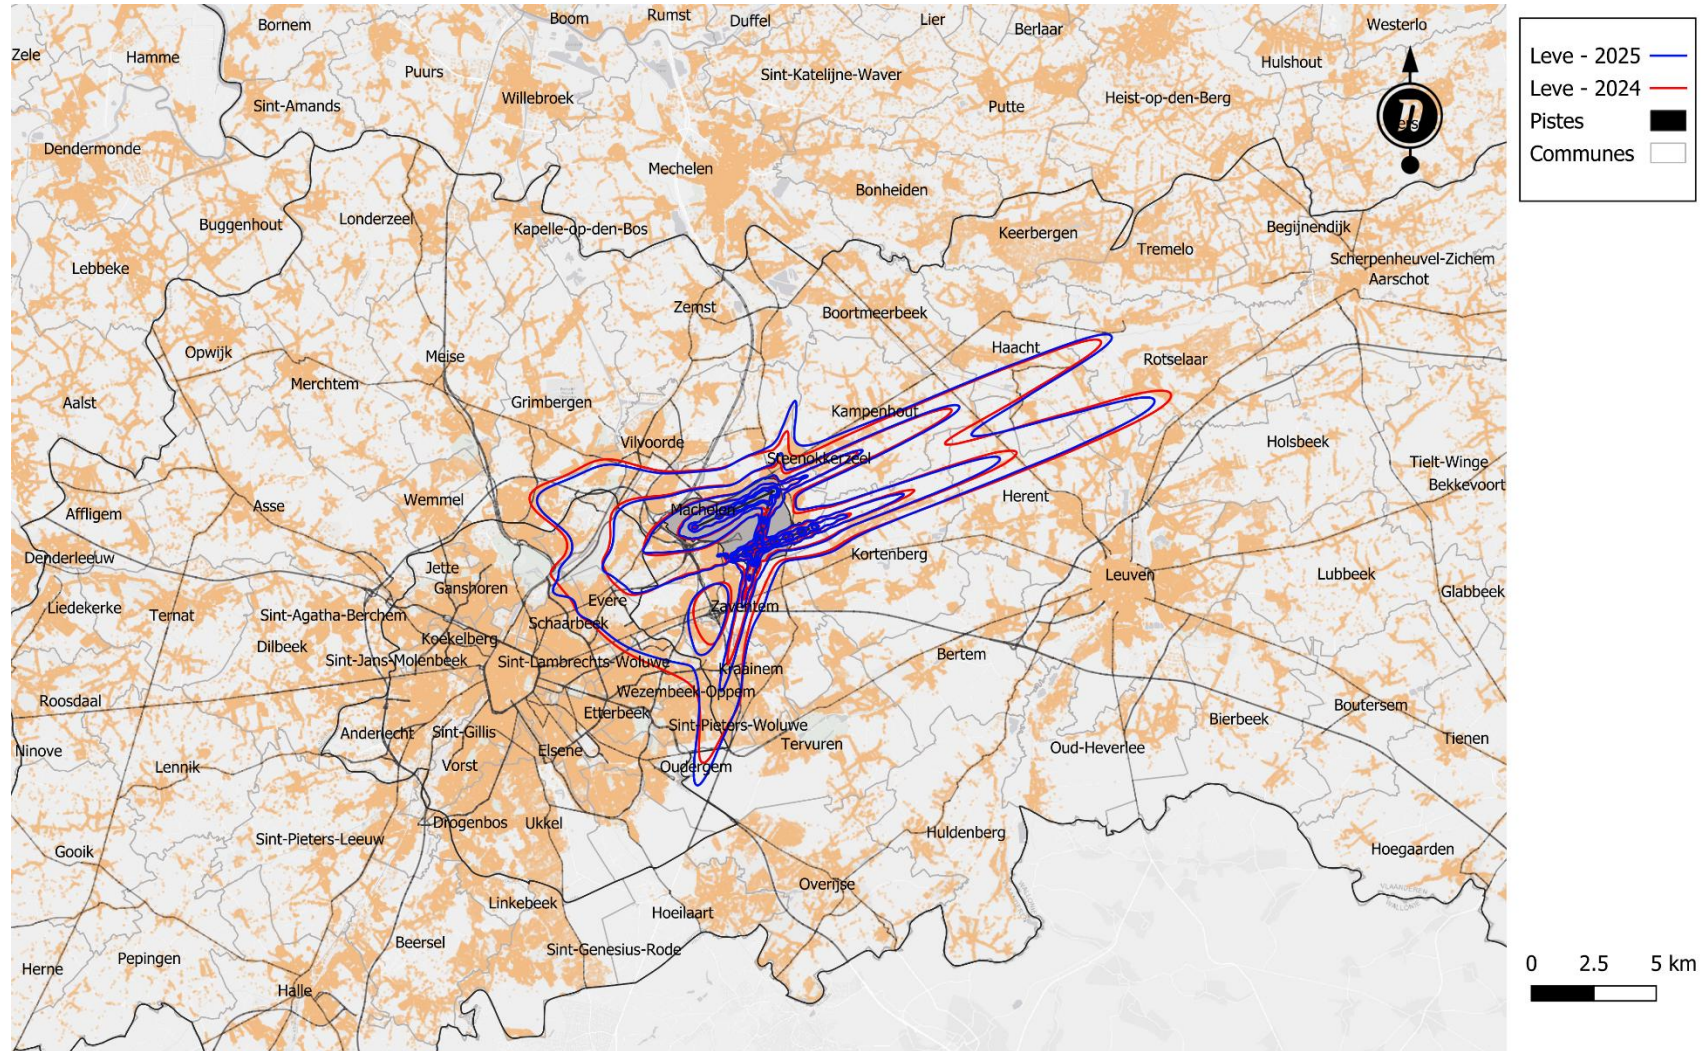 Bornem
Boom
Rumst
Duffel
Lier
Berlaar
Westerlo
Zele
Hamme
Puurs
Sint-Katelijne-Waver
Hulshout
Sint-Amands
Willebroek
Putte
Heist-op-den-Berg
Dendermonde
Mechelen
Bonheiden
Buggenhout
Londerzeel
Kapelle-op-den-Bos
Keerbergen
Begijnendijk
Tremelo
Lebbeke
Scherpenheuvel-Zichem
Aarschot
Zemst
Boortmeerbeek
Opwijk
Meise
Haacht
Rotselaar
Merchtem
Aalst
Grimbergen
Kampenhout
Vilvoorde
Holsbeek
Steenokkerzeel
Tielt-Winge
Bekkevoort
Asse
Wemmel
Herent
Affligem
Machelen
Denderleeuw
Kortenberg
Jette
Leuven
Lubbeek
Ganshoren
Glabbeek
Liedekerke
Ternat
Sint-Agatha-Berchem
Evere
Zaventem
Schaarbeek
Dilbeek
Koekelberg
Sint-Jans-Molenbeek
Sint-Lambrechts-Woluwe
Kraainem
Bertem
Roosdaal
Wezembeek-Oppem
Etterbeek
Boutersem
Anderlecht
Sint-Gillis
Sint-Pieters-Woluwe
Bierbeek
Ninove
Elsene
Tervuren
Oud-Heverlee
Tienen
Lennik
Vorst
Oudergem
Drogenbos
Ukkel
Sint-Pieters-Leeuw
Huldenberg
Gooik
Hoegaarden
Overijse
VLAANDEREN
WALLONIE
Linkebeek
Hoeilaart
Beersel
Sint-Genesius-Rode
Pepingen
Herne
Halle
Leve - 2025
Leve - 2024
Pistes
Communes
0 2.5 5 km